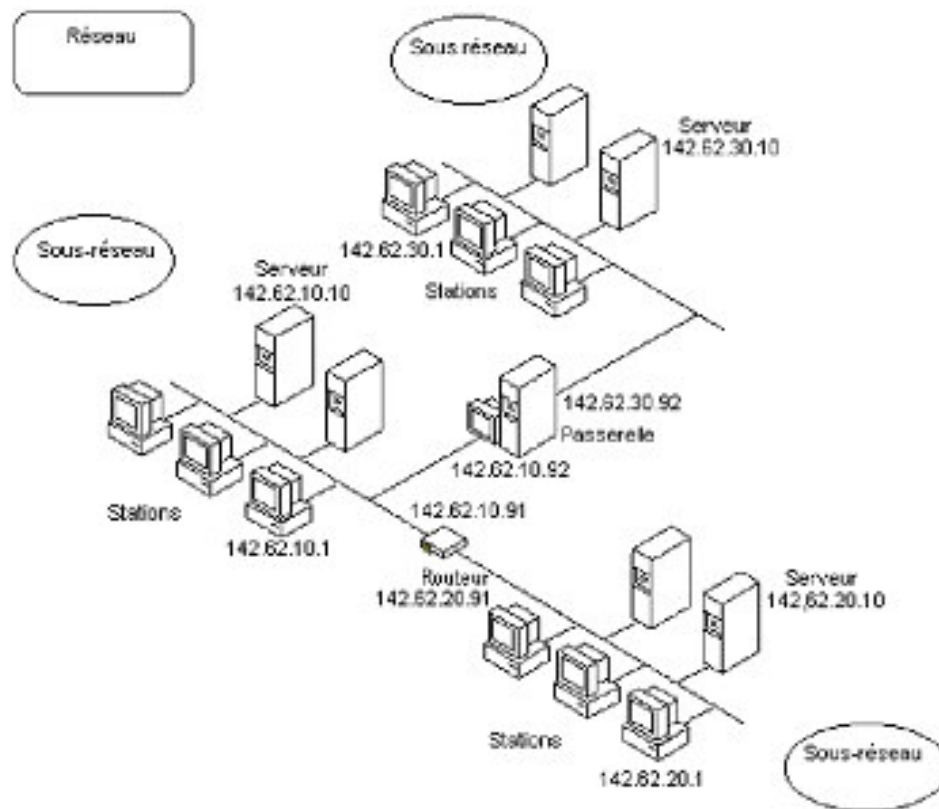 Réseau
Sous réseau
Serveur
142.62.30.10
142.62.30.1
Stations
Sous-réseau
Serveur
142.62.10.10
142.62.30.92
Passerelle
142.62.10.92
Stations
142.62.10.1
142.62.10.91
Routeur
142.62.20.91
Serveur
142,62.20.10
Stations
142.62.20.1
Sous-réseau